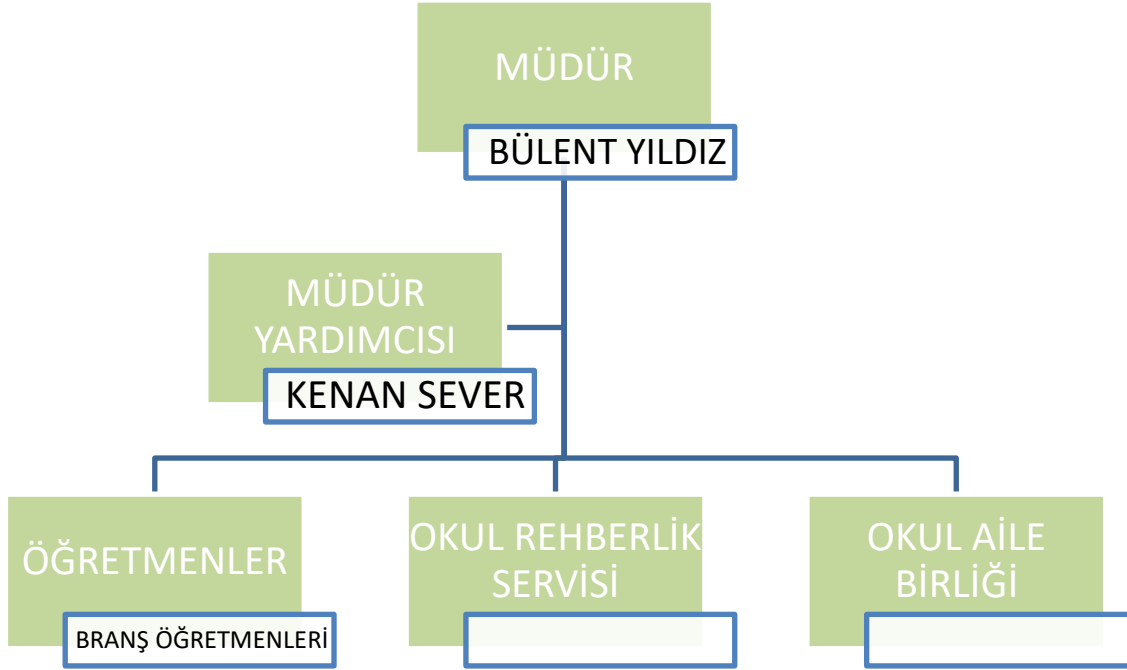 MÜDÜR
BÜLENT YILDIZ
MÜDÜR
YARDIMCISI
KENAN SEVER
ÖĞRETMENLER
BRANŞ ÖĞRETMENLERİ
OKUL REHBERLİK
SERVİSİ
OKUL AİLE
BİRLİĞİ